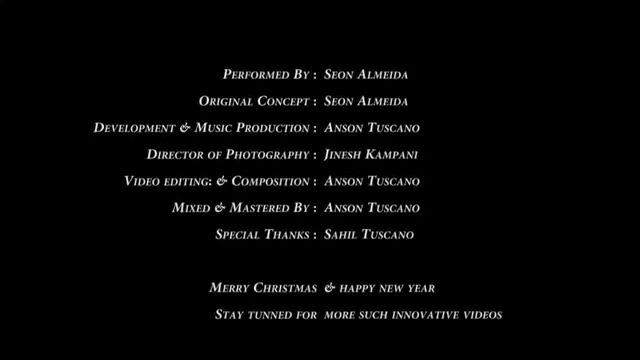 Performed By : Seon Almeida
Original Concept : Seon Almeida
Development & Music Production : Anson Tuscano
Director of Photography : Jinesh Kampani
Video editing: & Composition : Anson Tuscano
Mixed & Mastered By : Anson Tuscano
Special Thanks : Sahil Tuscano
Merry Christmas & happy new year
Stay tunned for more such innovative videos